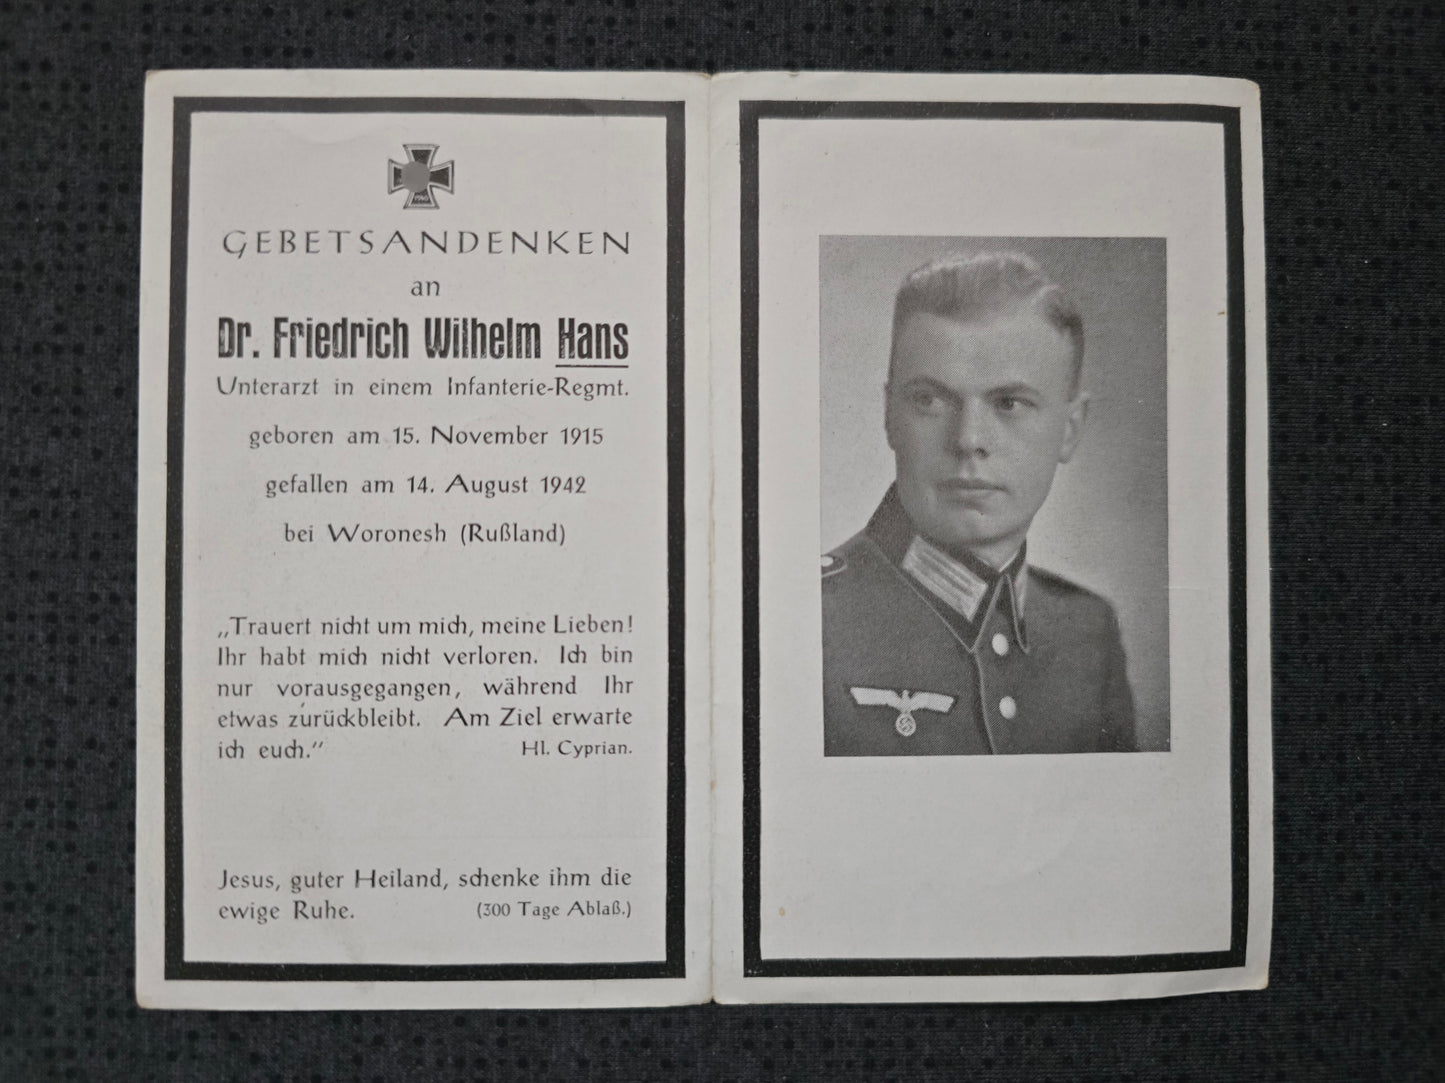 GEBETSANDENKEN
an
Dr. Friedrich Wilhelm Hans
Unterarzt in einem Infanterie-Regmt.
geboren am 15. November 1915
gefallen am 14. August 1942
bei Woronesh (Rußland)
„Trauert nicht um mich, meine Lieben!
Ihr habt mich nicht verloren. Ich bin
nur vorausgegangen, während Ihr
etwas zurückbleibt. Am Ziel erwarte
ich euch.“ Hl. Cyprian.
Jesus, guter Heiland, schenke ihm die
ewige Ruhe. (300 Tage Ablaß.)